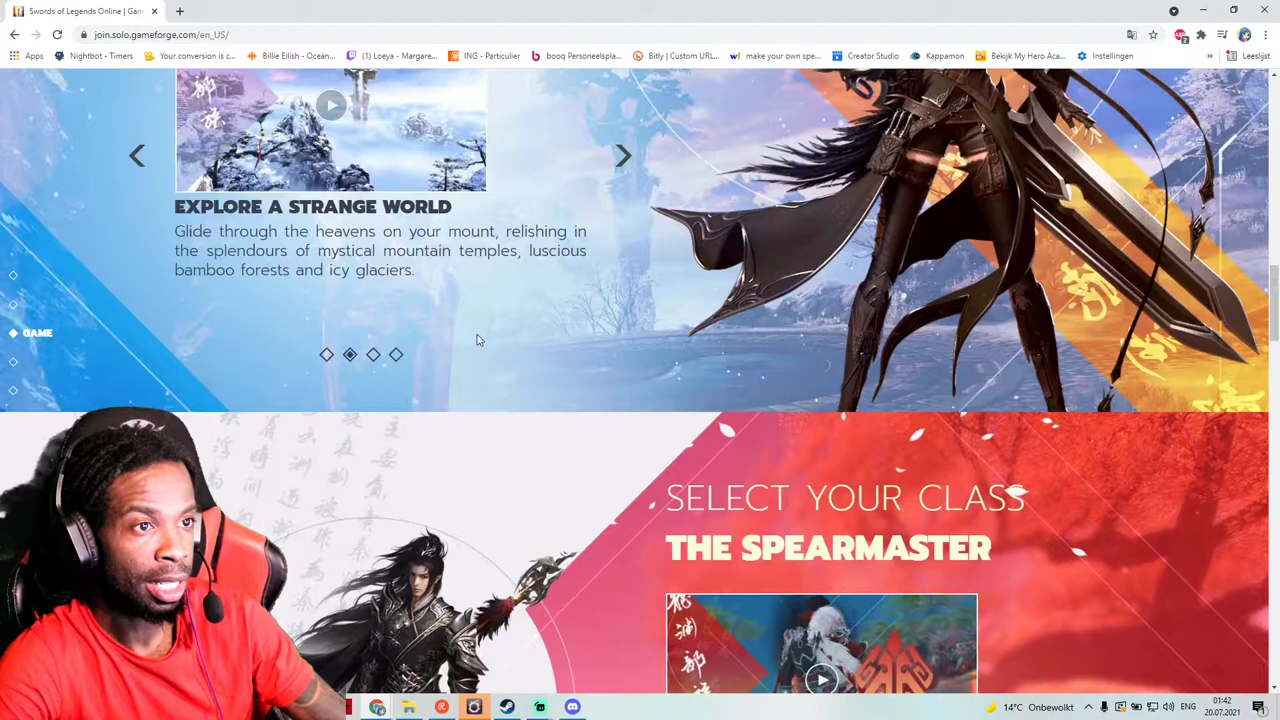 Swords of Legends Online | Gam
join.solo.gameforge.com/en_US/
Apps
Nightbot - Timers
Your conversion is c...
Billie Eilish - Ocean...
(1) Loeya - Margare...
ING - Particulier
booq Personeelspla...
Bitly | Custom URL...
make your own spe...
Creator Studio
Kappamon
Bekijk My Hero Aca...
Instellingen
»
Leeslijst
EXPLORE A STRANGE WORLD
Glide through the heavens on your mount, relishing in
the splendours of mystical mountain temples, luscious
bamboo forests and icy glaciers.
GAME
SELECT YOUR CLASS
THE SPEARMASTER
14°C Onbewolkt
ENG
01:42
20.07.2021